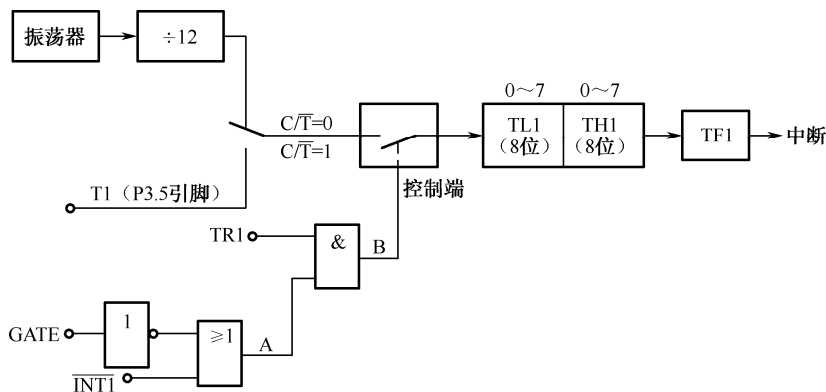 振荡器
÷12
C/T̅=0
C/T̅=1
T1（P3.5引脚）
控制端
0～7
0～7
TL1
（8位）
TH1
（8位）
TF1
中断
TR1
&
B
GATE
1
≥1
A
I̅N̅T̅1̅